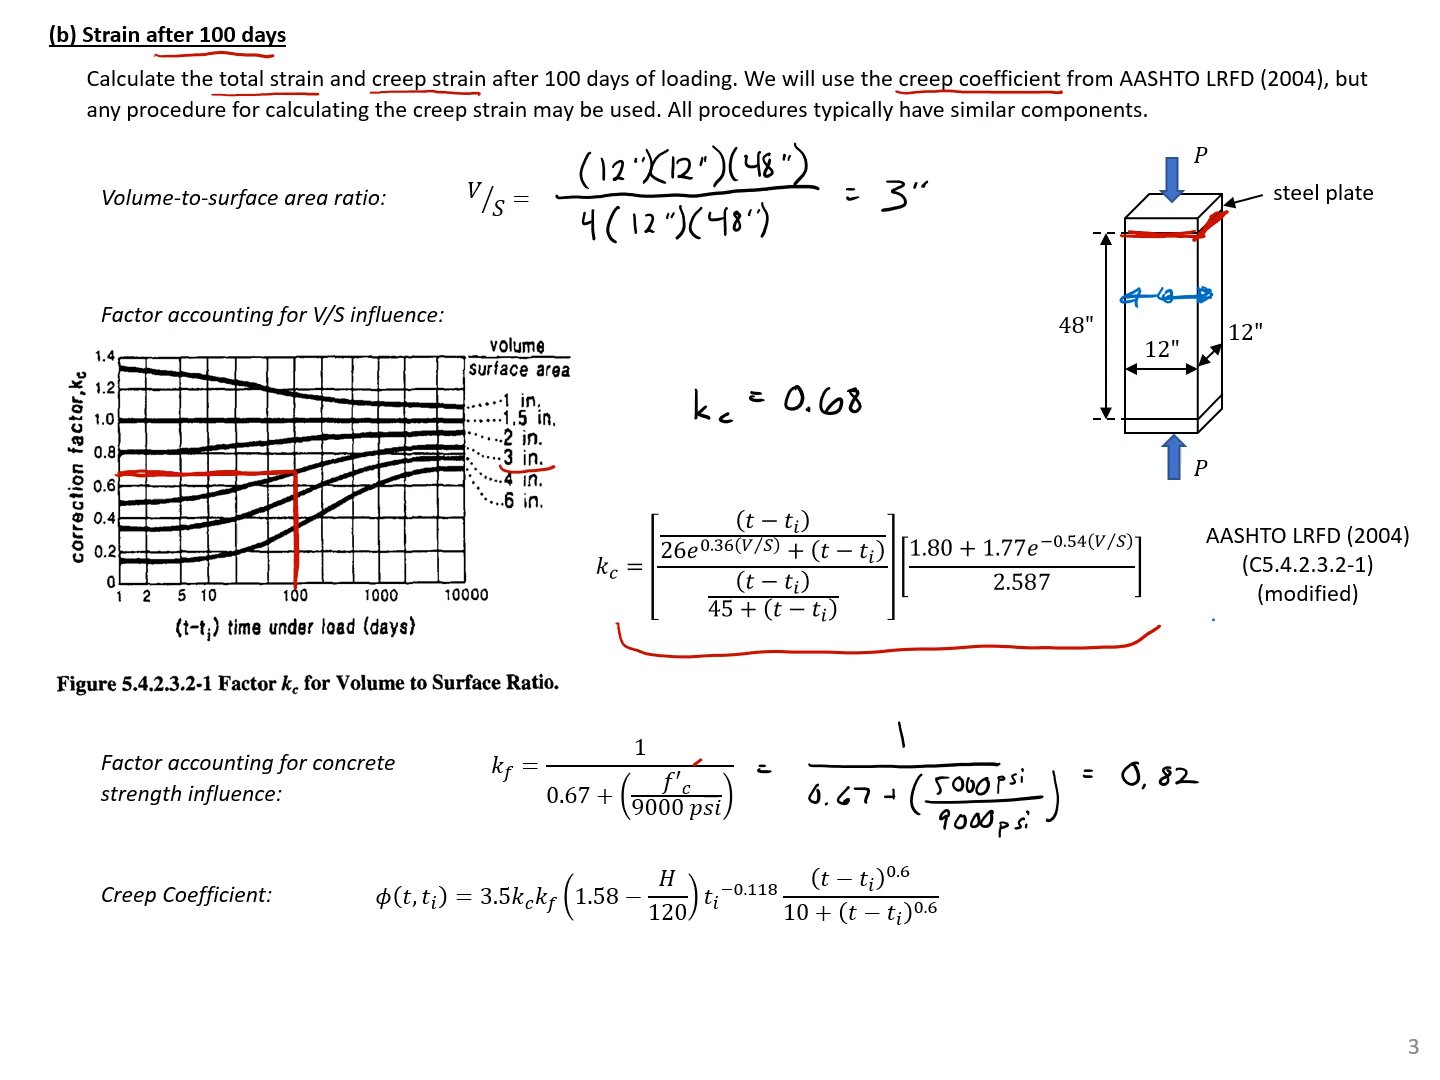 (b) Strain after 100 days
Calculate the total strain and creep strain after 100 days of loading. We will use the creep coefficient from AASHTO LRFD (2004), but
any procedure for calculating the creep strain may be used. All procedures typically have similar components.
Volume-to-surface area ratio: V/S = (12")(12")(48") / 4(12")(48") = 3"
P
steel plate
48"
12"
12"
P
Factor accounting for V/S influence:
volume
surface area
1.4
1.2
1.0
0.8
0.6
0.4
0.2
0
correction factor, kc
1 in.
1.5 in.
2 in.
3 in.
4 in.
6 in.
1 2 5 10 100 1000 10000
(t-ti) time under load (days)
kc = 0.68
kc = [ (t − ti) / 26e^0.36(V/S) + (t − ti) / (t − ti) / 45 + (t − ti) ] [ 1.80 + 1.77e^−0.54(V/S) / 2.587 ]
AASHTO LRFD (2004)
(C5.4.2.3.2-1)
(modified)
Figure 5.4.2.3.2-1 Factor kc for Volume to Surface Ratio.
Factor accounting for concrete
strength influence:
kf = 1 / 0.67 + (f'c / 9000 psi) = 1 / 0.67 + (5000psi / 9000psi) = 0.82
Creep Coefficient: ϕ(t, ti) = 3.5kckf (1.58 − H/120) ti^−0.118 (t − ti)^0.6 / 10 + (t − ti)^0.6
3